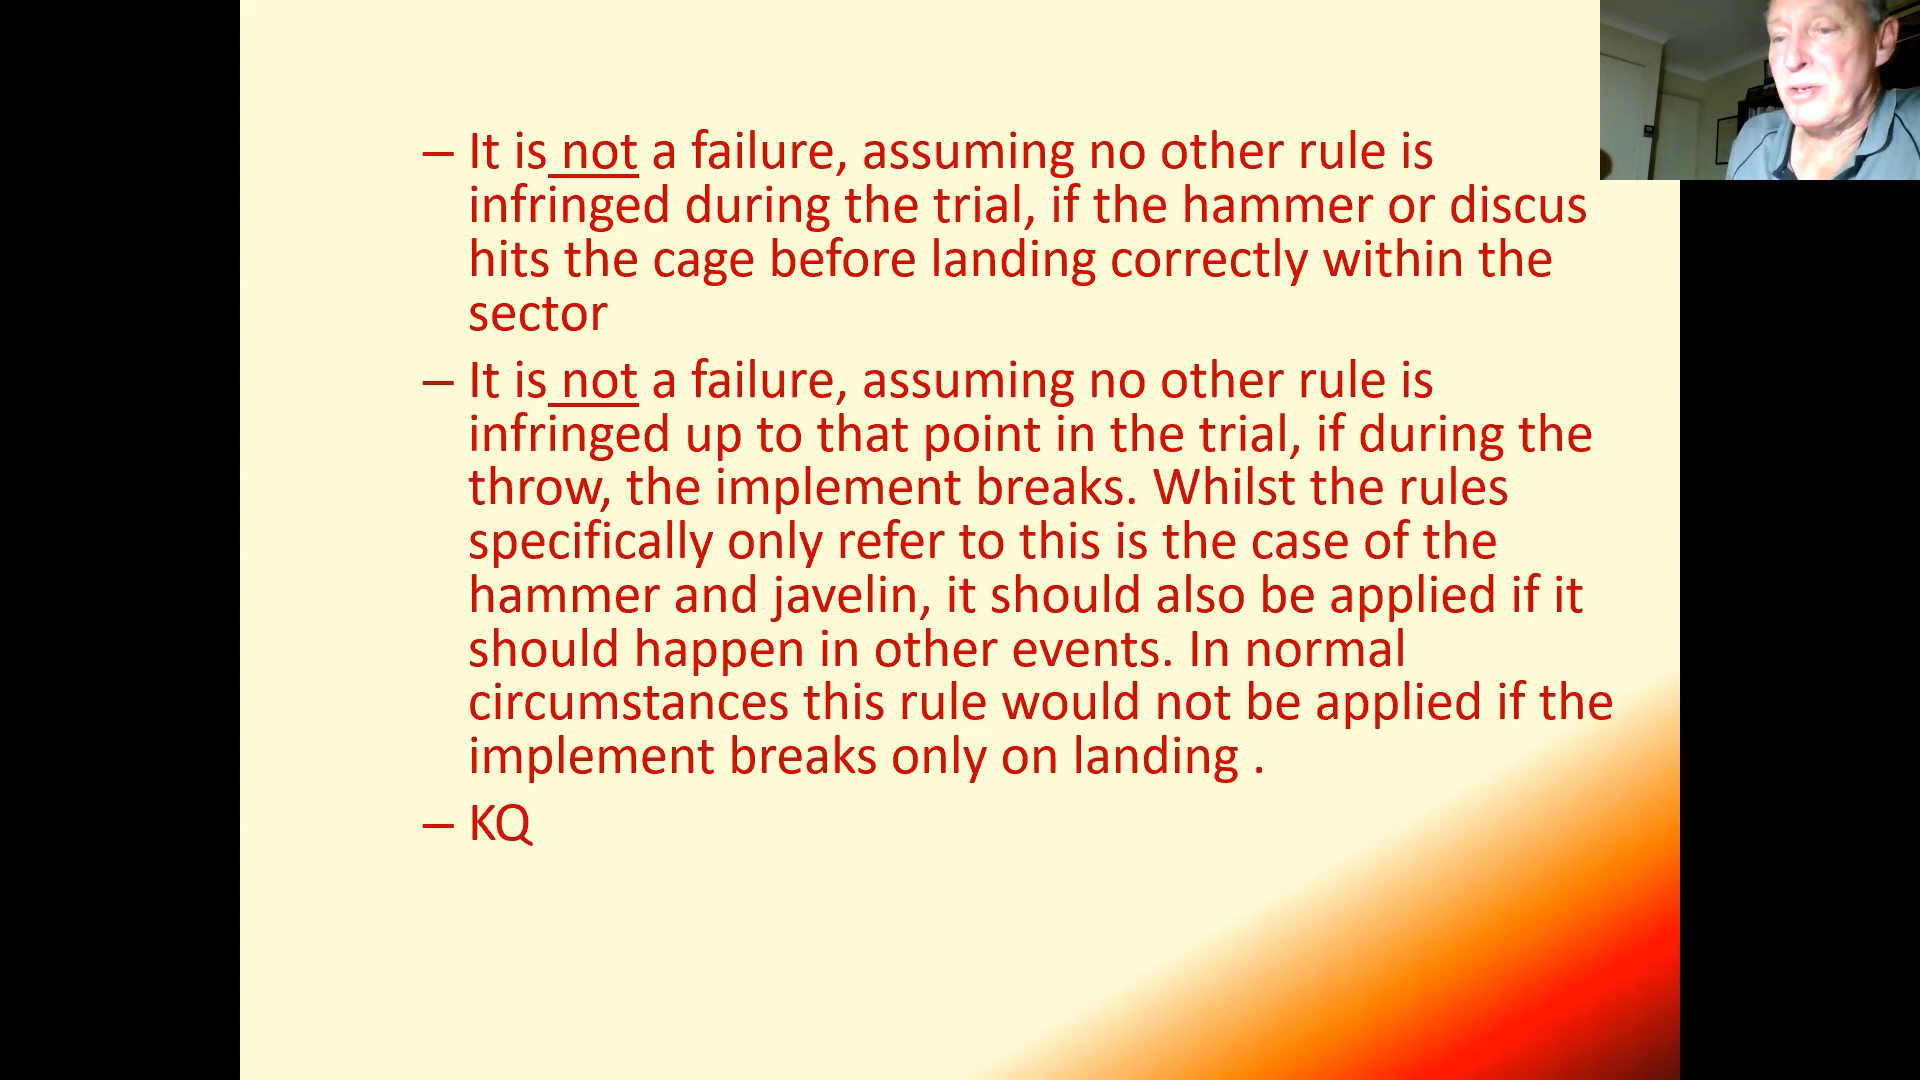 – It is not a failure, assuming no other rule is
infringed during the trial, if the hammer or discus
hits the cage before landing correctly within the
sector
– It is not a failure, assuming no other rule is
infringed up to that point in the trial, if during the
throw, the implement breaks. Whilst the rules
specifically only refer to this is the case of the
hammer and javelin, it should also be applied if it
should happen in other events. In normal
circumstances this rule would not be applied if the
implement breaks only on landing .
– KQ